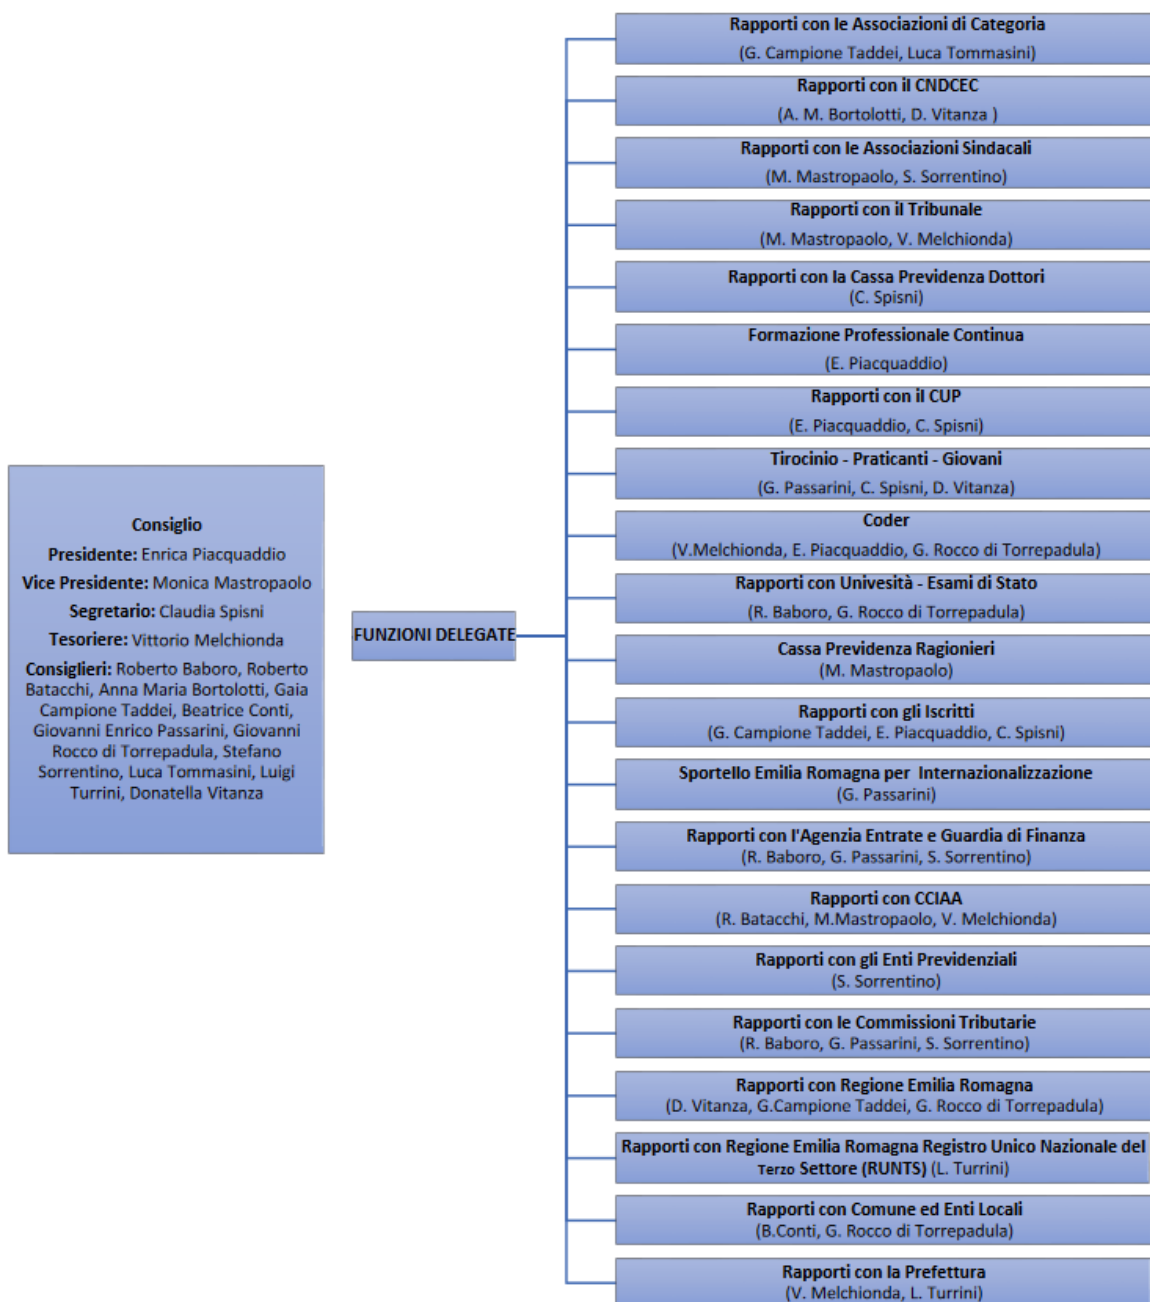 Consiglio
Presidente: Enrica Piacquaddio
Vice Presidente: Monica Mastropaolo
Segretario: Claudia Spisni
Tesoriere: Vittorio Melchionda
Consiglieri: Roberto Baboro, Roberto
Batacchi, Anna Maria Bortolotti, Gaia
Campione Taddei, Beatrice Conti,
Giovanni Enrico Passarini, Giovanni
Rocco di Torrepadula, Stefano
Sorrentino, Luca Tommasini, Luigi
Turrini, Donatella Vitanza
FUNZIONI DELEGATE
Rapporti con le Associazioni di Categoria
(G. Campione Taddei, Luca Tommasini)
Rapporti con il CNDCEC
(A. M. Bortolotti, D. Vitanza )
Rapporti con le Associazioni Sindacali
(M. Mastropaolo, S. Sorrentino)
Rapporti con il Tribunale
(M. Mastropaolo, V. Melchionda)
Rapporti con la Cassa Previdenza Dottori
(C. Spisni)
Formazione Professionale Continua
(E. Piacquaddio)
Rapporti con il CUP
(E. Piacquaddio, C. Spisni)
Tirocinio - Praticanti - Giovani
(G. Passarini, C. Spisni, D. Vitanza)
Coder
(V.Melchionda, E. Piacquaddio, G. Rocco di Torrepadula)
Rapporti con Univesità - Esami di Stato
(R. Baboro, G. Rocco di Torrepadula)
Cassa Previdenza Ragionieri
(M. Mastropaolo)
Rapporti con gli Iscritti
(G. Campione Taddei, E. Piacquaddio, C. Spisni)
Sportello Emilia Romagna per Internazionalizzazione
(G. Passarini)
Rapporti con l'Agenzia Entrate e Guardia di Finanza
(R. Baboro, G. Passarini, S. Sorrentino)
Rapporti con CCIAA
(R. Batacchi, M.Mastropaolo, V. Melchionda)
Rapporti con gli Enti Previdenziali
(S. Sorrentino)
Rapporti con le Commissioni Tributarie
(R. Baboro, G. Passarini, S. Sorrentino)
Rapporti con Regione Emilia Romagna
(D. Vitanza, G.Campione Taddei, G. Rocco di Torrepadula)
Rapporti con Regione Emilia Romagna Registro Unico Nazionale del
Terzo Settore (RUNTS) (L. Turrini)
Rapporti con Comune ed Enti Locali
(B.Conti, G. Rocco di Torrepadula)
Rapporti con la Prefettura
(V. Melchionda, L. Turrini)